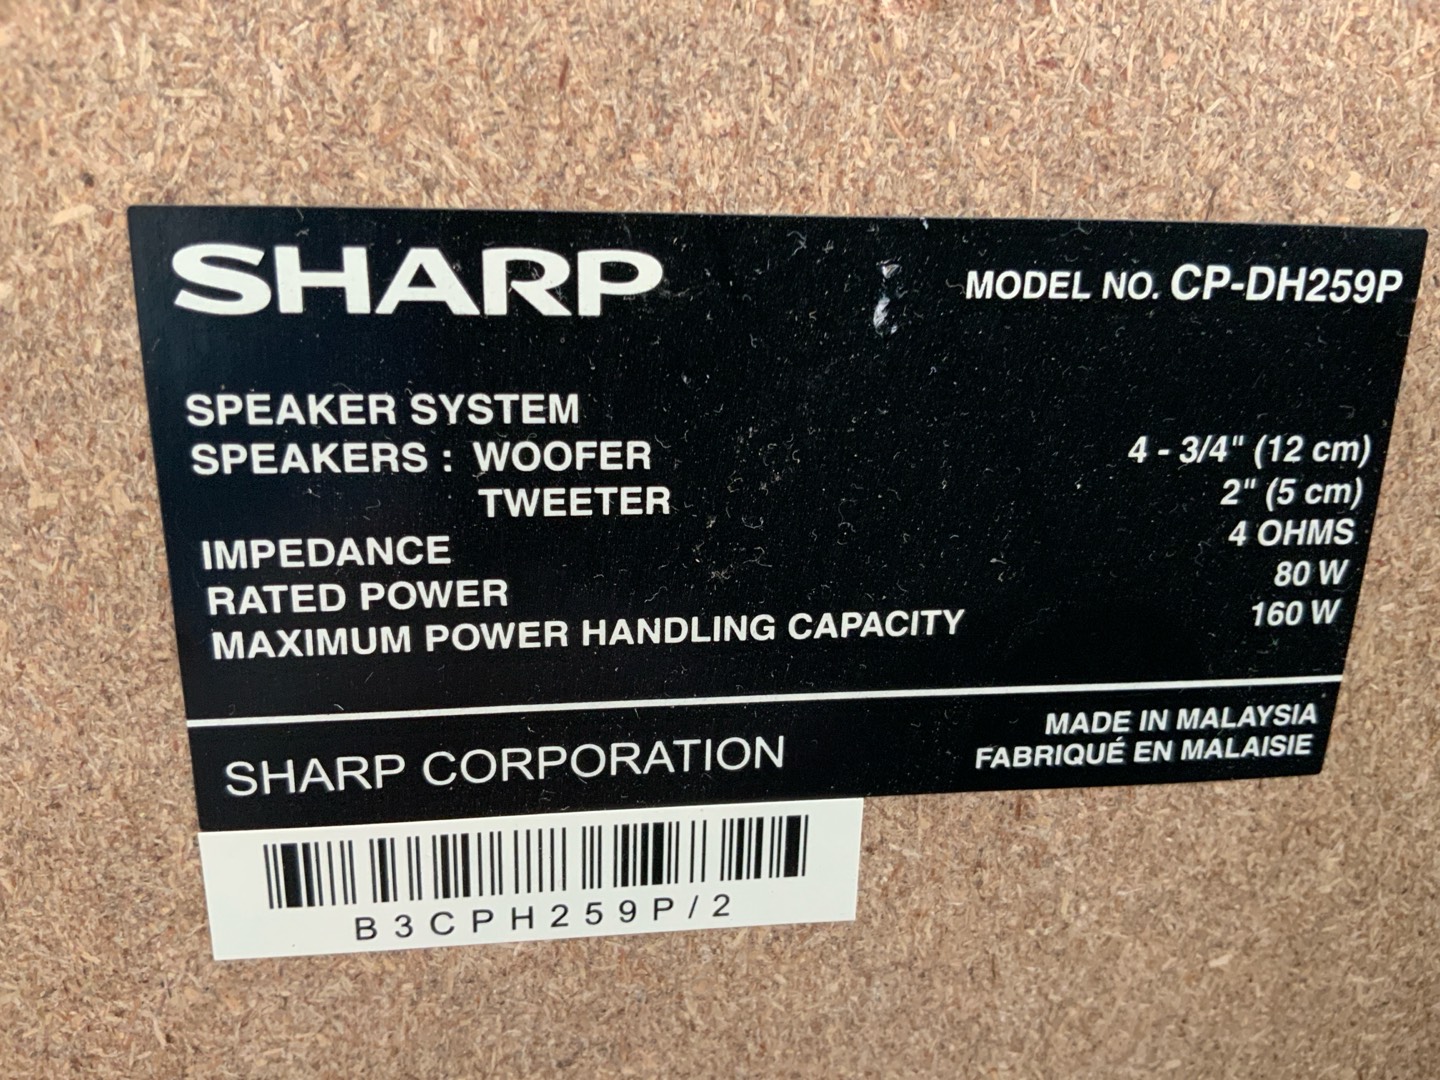 SHARP MODEL NO. CP-DH259P
SPEAKER SYSTEM
SPEAKERS : WOOFER 4 - 3/4" (12 cm)
TWEETER 2" (5 cm)
IMPEDANCE 4 OHMS
RATED POWER 80 W
MAXIMUM POWER HANDLING CAPACITY 160 W
SHARP CORPORATION MADE IN MALAYSIA
FABRIQUÉ EN MALAISIE
B3CPH259P/2